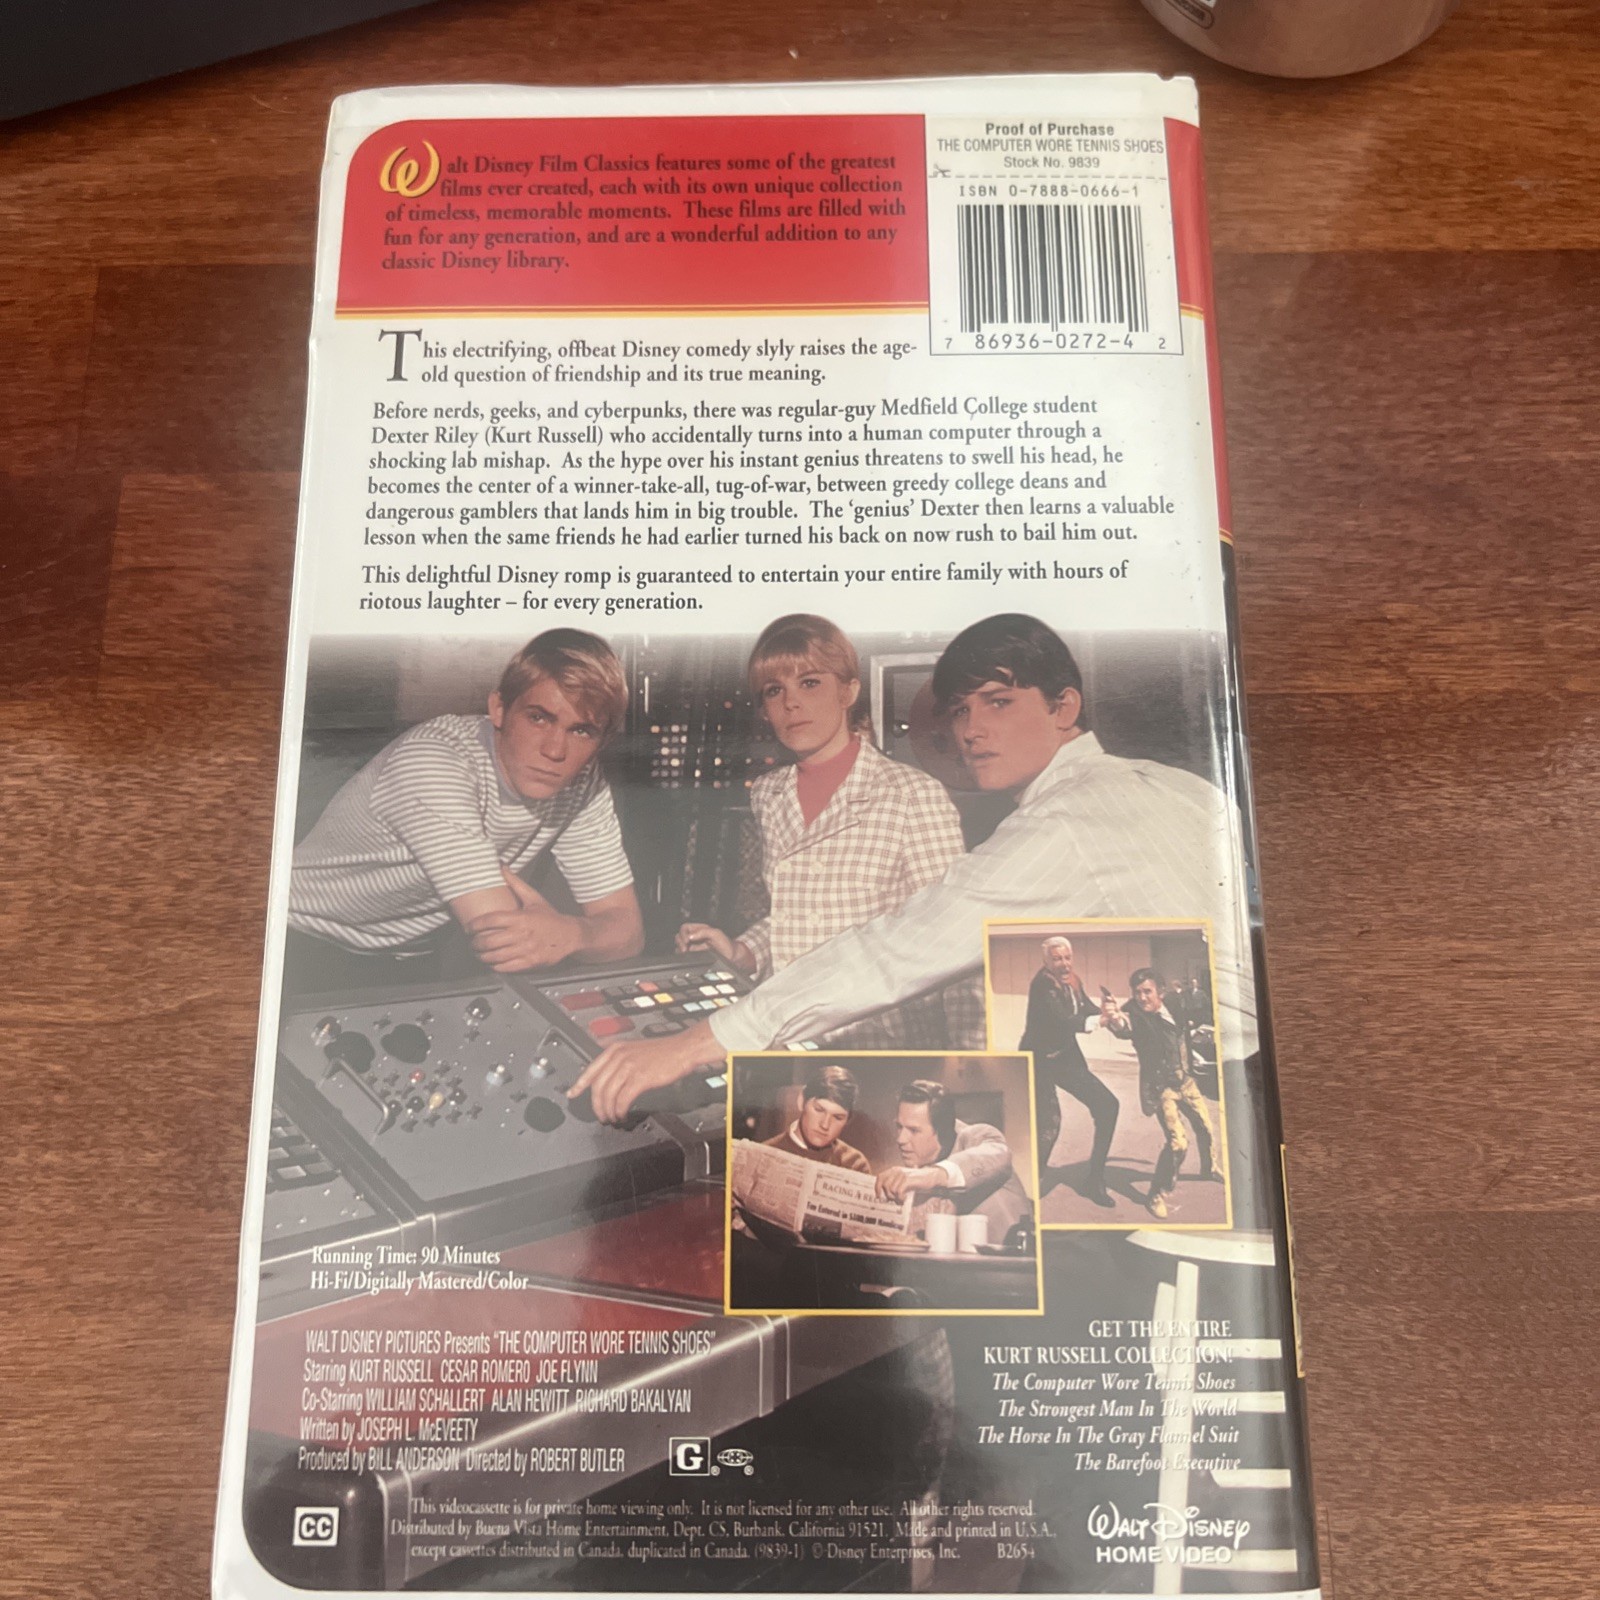 Walt Disney Film Classics features some of the greatest
films ever created, each with its own unique collection
of timeless, memorable moments. These films are filled with
fun for any generation, and are a wonderful addition to any
classic Disney library.
Proof of Purchase
THE COMPUTER WORE TENNIS SHOES
Stock No. 9839
ISBN 0-7888-0666-1
7 86936-0272-4 2
This electrifying, offbeat Disney comedy slyly raises the age-
old question of friendship and its true meaning.
Before nerds, geeks, and cyberpunks, there was regular-guy Medfield College student
Dexter Riley (Kurt Russell) who accidentally turns into a human computer through a
shocking lab mishap. As the hype over his instant genius threatens to swell his head, he
becomes the center of a winner-take-all, tug-of-war, between greedy college deans and
dangerous gamblers that lands him in big trouble. The ‘genius’ Dexter then learns a valuable
lesson when the same friends he had earlier turned his back on now rush to bail him out.
This delightful Disney romp is guaranteed to entertain your entire family with hours of
riotous laughter – for every generation.
RACING
Running Time: 90 Minutes
Hi-Fi/Digitally Mastered/Color
WALT DISNEY PICTURES Presents "THE COMPUTER WORE TENNIS SHOES"
Starring KURT RUSSELL CESAR ROMERO JOE FLYNN
Co-Starring WILLIAM SCHALLERT ALAN HEWITT RICHARD BAKALYAN
Written by JOSEPH L. McEVEETY
Produced by BILL ANDERSON Directed by ROBERT BUTLER
G ®
®
GET THE ENTIRE
KURT RUSSELL COLLECTION!
The Computer Wore Tennis Shoes
The Strongest Man In The World
The Horse In The Gray Flannel Suit
The Barefoot Executive
CC
This videocassette is for private home viewing only. It is not licensed for any other use. All other rights reserved.
Distributed by Buena Vista Home Entertainment, Dept. CS, Burbank, California 91521. Made and printed in U.S.A.,
except cassettes distributed in Canada, duplicated in Canada. (9839-1) © Disney Enterprises, Inc. B2654
WALT DISNEY
HOME VIDEO